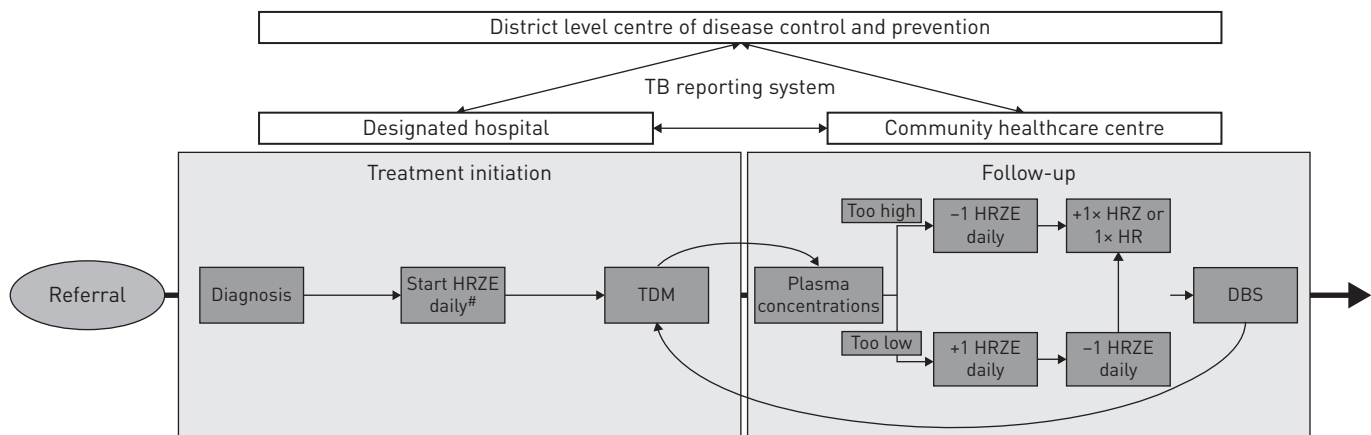 District level centre of disease control and prevention
TB reporting system
Designated hospital
Community healthcare centre
Treatment initiation
Follow-up
Referral
Diagnosis
Start HRZE
daily#
TDM
Plasma
concentrations
Too high
−1 HRZE
daily
+1× HRZ or
1× HR
Too low
+1 HRZE
daily
−1 HRZE
daily
DBS